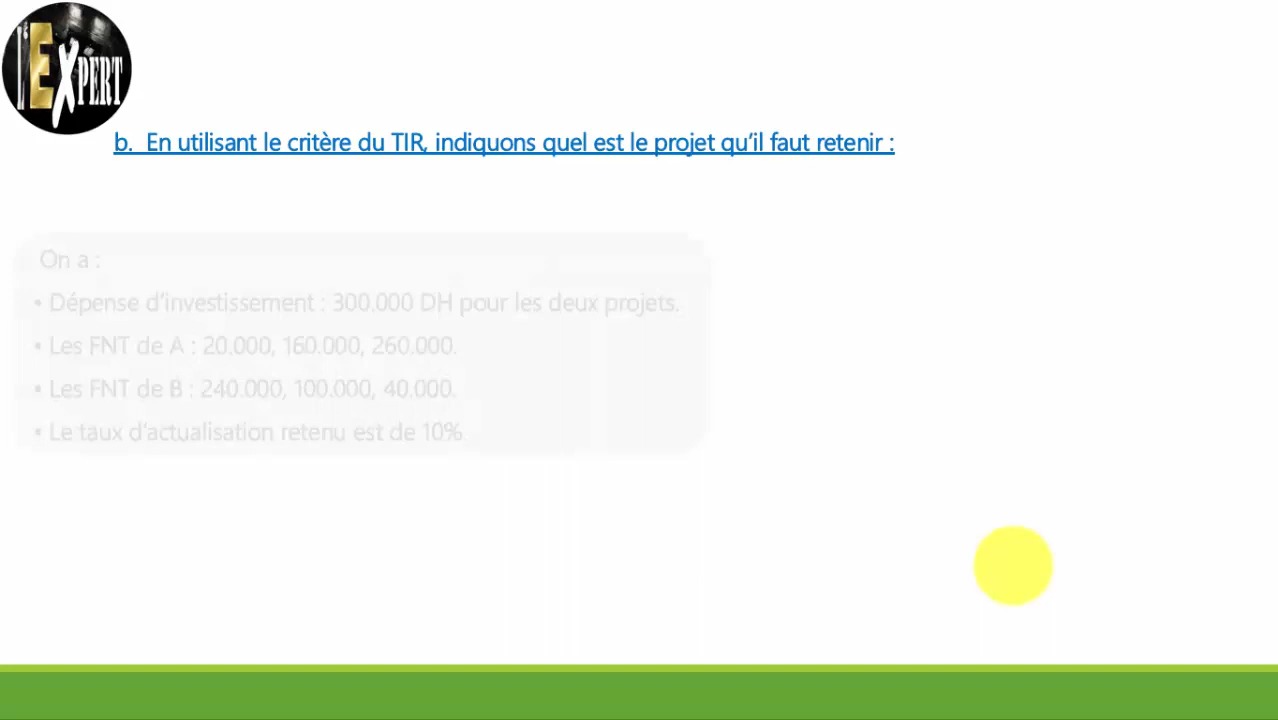 l'EXPERT
b. En utilisant le critère du TIR, indiquons quel est le projet qu'il faut retenir :
On a :
• Dépense d'investissement : 300.000 DH pour les deux projets.
• Les FNT de A : 20.000, 160.000, 260.000.
• Les FNT de B : 240.000, 100.000, 40.000.
• Le taux d'actualisation retenu est de 10%.